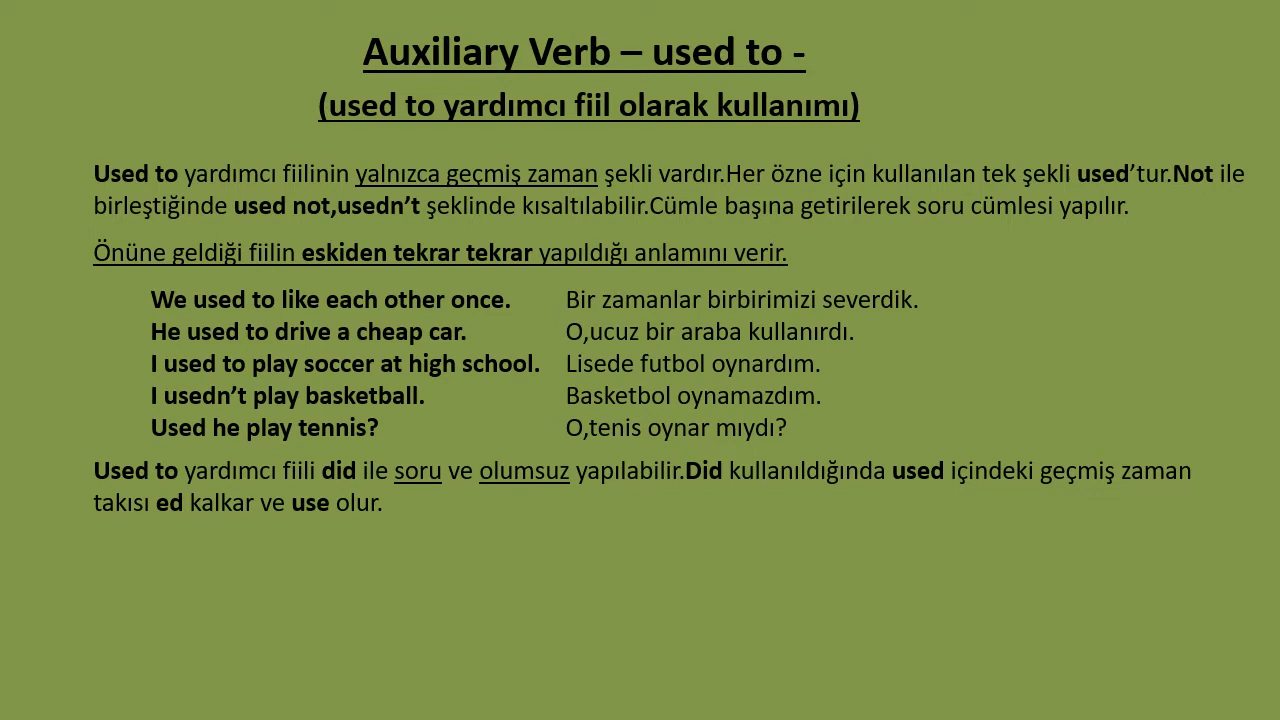 Auxiliary Verb – used to -
(used to yardımcı fiil olarak kullanımı)
Used to yardımcı fiilinin yalnızca geçmiş zaman şekli vardır.Her özne için kullanılan tek şekli used’tur.Not ile
birleştiğinde used not,usedn’t şeklinde kısaltılabilir.Cümle başına getirilerek soru cümlesi yapılır.
Önüne geldiği fiilin eskiden tekrar tekrar yapıldığı anlamını verir.
We used to like each other once. Bir zamanlar birbirimizi severdik.
He used to drive a cheap car. O,ucuz bir araba kullanırdı.
I used to play soccer at high school. Lisede futbol oynardım.
I usedn’t play basketball. Basketbol oynamazdım.
Used he play tennis? O,tenis oynar mıydı?
Used to yardımcı fiili did ile soru ve olumsuz yapılabilir.Did kullanıldığında used içindeki geçmiş zaman
takısı ed kalkar ve use olur.